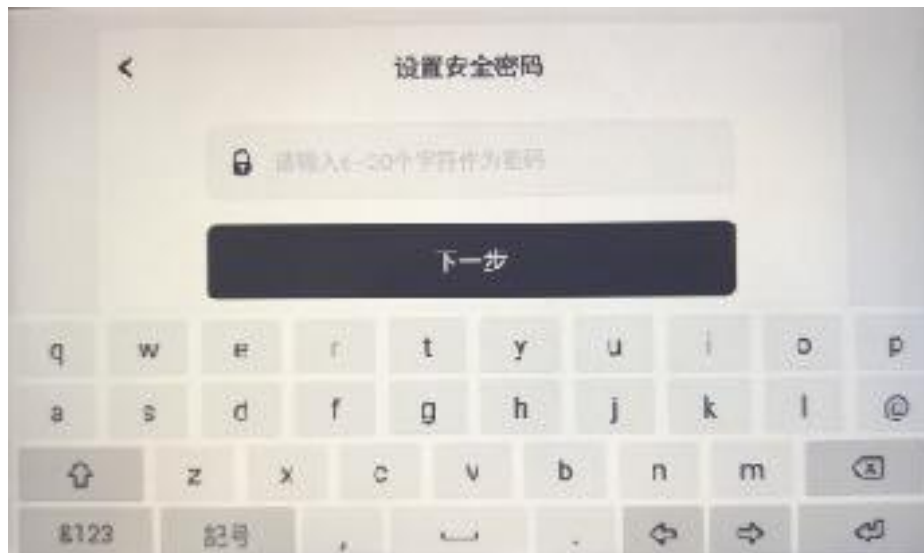 设置安全密码
请输入6-20个字符作为密码
下一步
q w e r t y u i o p
a s d f g h j k l @
z x c v b n m
&123 記号 , .